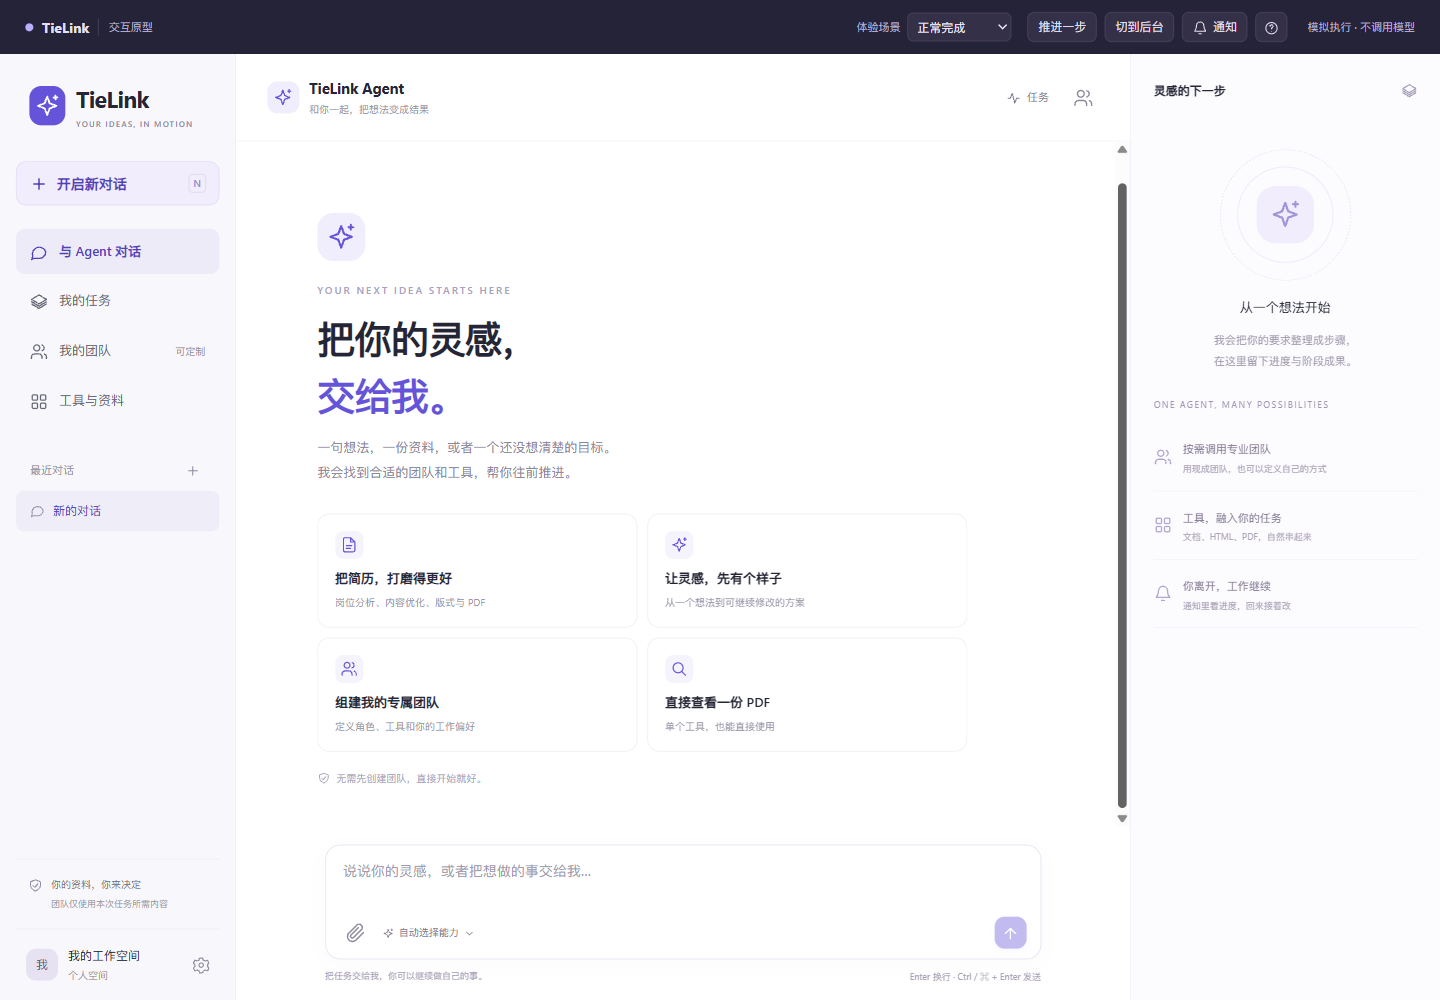 TieLink
交互原型
体验场景
正常完成
推进一步
切到后台
通知
模拟执行 · 不调用模型
TieLink
YOUR IDEAS, IN MOTION
开启新对话
N
与 Agent 对话
我的任务
我的团队
可定制
工具与资料
最近对话
新的对话
你的资料，你来决定
团队仅使用本次任务所需内容
我
我的工作空间
个人空间
TieLink Agent
和你一起，把想法变成结果
任务
YOUR NEXT IDEA STARTS HERE
把你的灵感，
交给我。
一句想法，一份资料，或者一个还没想清楚的目标。
我会找到合适的团队和工具，帮你往前推进。
把简历，打磨得更好
岗位分析、内容优化、版式与 PDF
让灵感，先有个样子
从一个想法到可继续修改的方案
组建我的专属团队
定义角色、工具和你的工作偏好
直接查看一份 PDF
单个工具，也能直接使用
无需先创建团队，直接开始就好。
说说你的灵感，或者把想做的事交给我...
自动选择能力
把任务交给我，你可以继续做自己的事。
Enter 换行 · Ctrl / ⌘ + Enter 发送
灵感的下一步
从一个想法开始
我会把你的要求整理成步骤，
在这里留下进度与阶段成果。
ONE AGENT, MANY POSSIBILITIES
按需调用专业团队
用现成团队，也可以定义自己的方式
工具，融入你的任务
文档、HTML、PDF，自然串起来
你离开，工作继续
通知里看进度，回来接着改